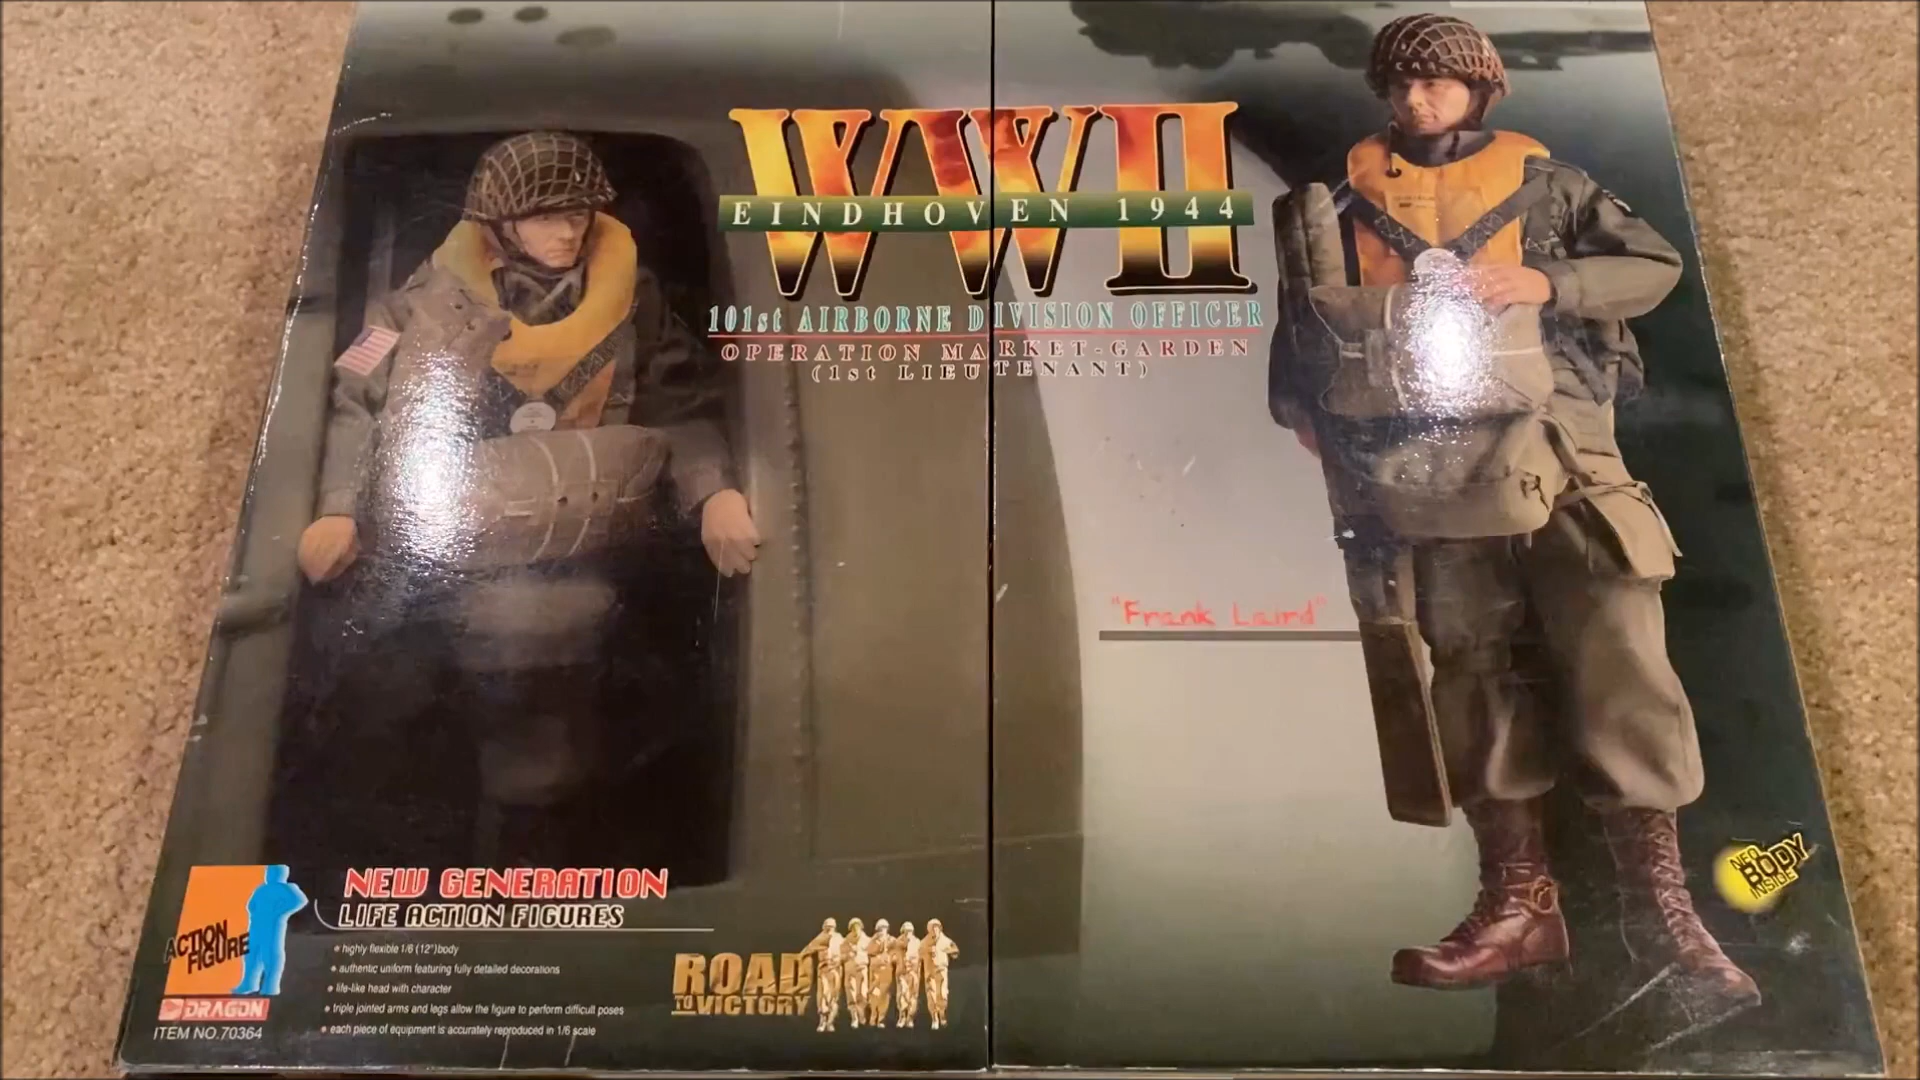 WWII
EINDHOVEN 1944
101st AIRBORNE DIVISION OFFICER
OPERATION MARKET-GARDEN
(1st LIEUTENANT)
"Frank Laird"
NEO
BODY
INSIDE
NEW GENERATION
LIFE ACTION FIGURES
ACTION
FIGURE
DRAGON
ITEM NO.70364
• highly flexible 1/6 (12")body
• authentic uniform featuring fully detailed decorations
• life-like head with character
• triple jointed arms and legs allow the figure to perform difficult poses
• each piece of equipment is accurately reproduced in 1/6 scale
ROAD
TO VICTORY